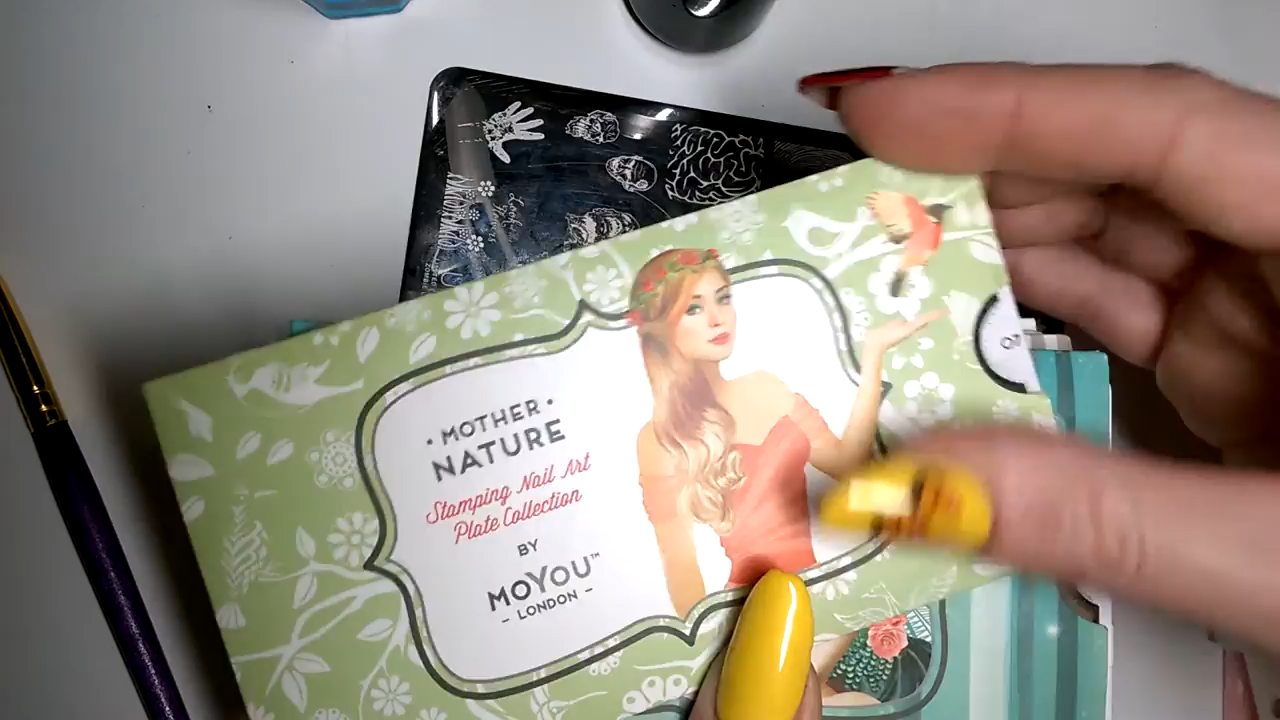 • MOTHER •
NATURE
Stamping Nail Art
Plate Collection
BY
MOYOU™
– LONDON –